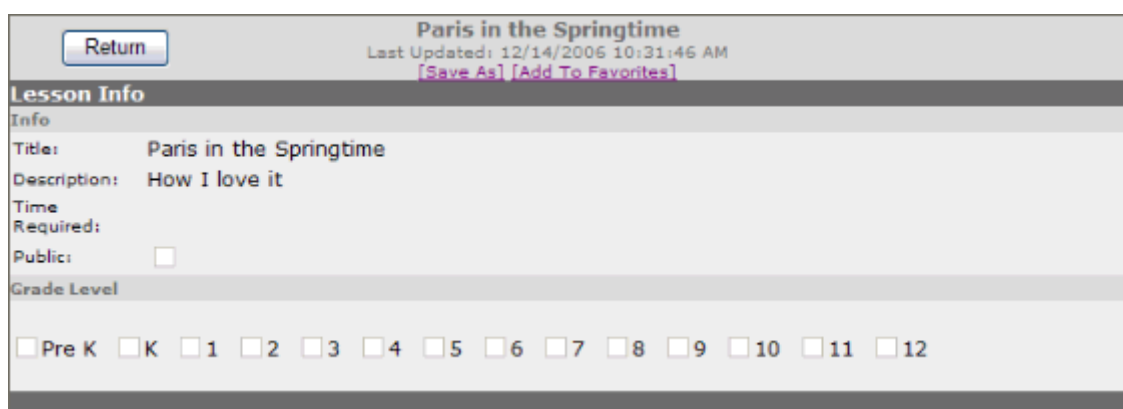 Return
Paris in the Springtime
Last Updated: 12/14/2006 10:31:46 AM
[Save As] [Add To Favorites]
Lesson Info
Info
Title: Paris in the Springtime
Description: How I love it
Time
Required:
Public:
Grade Level
Pre K K 1 2 3 4 5 6 7 8 9 10 11 12